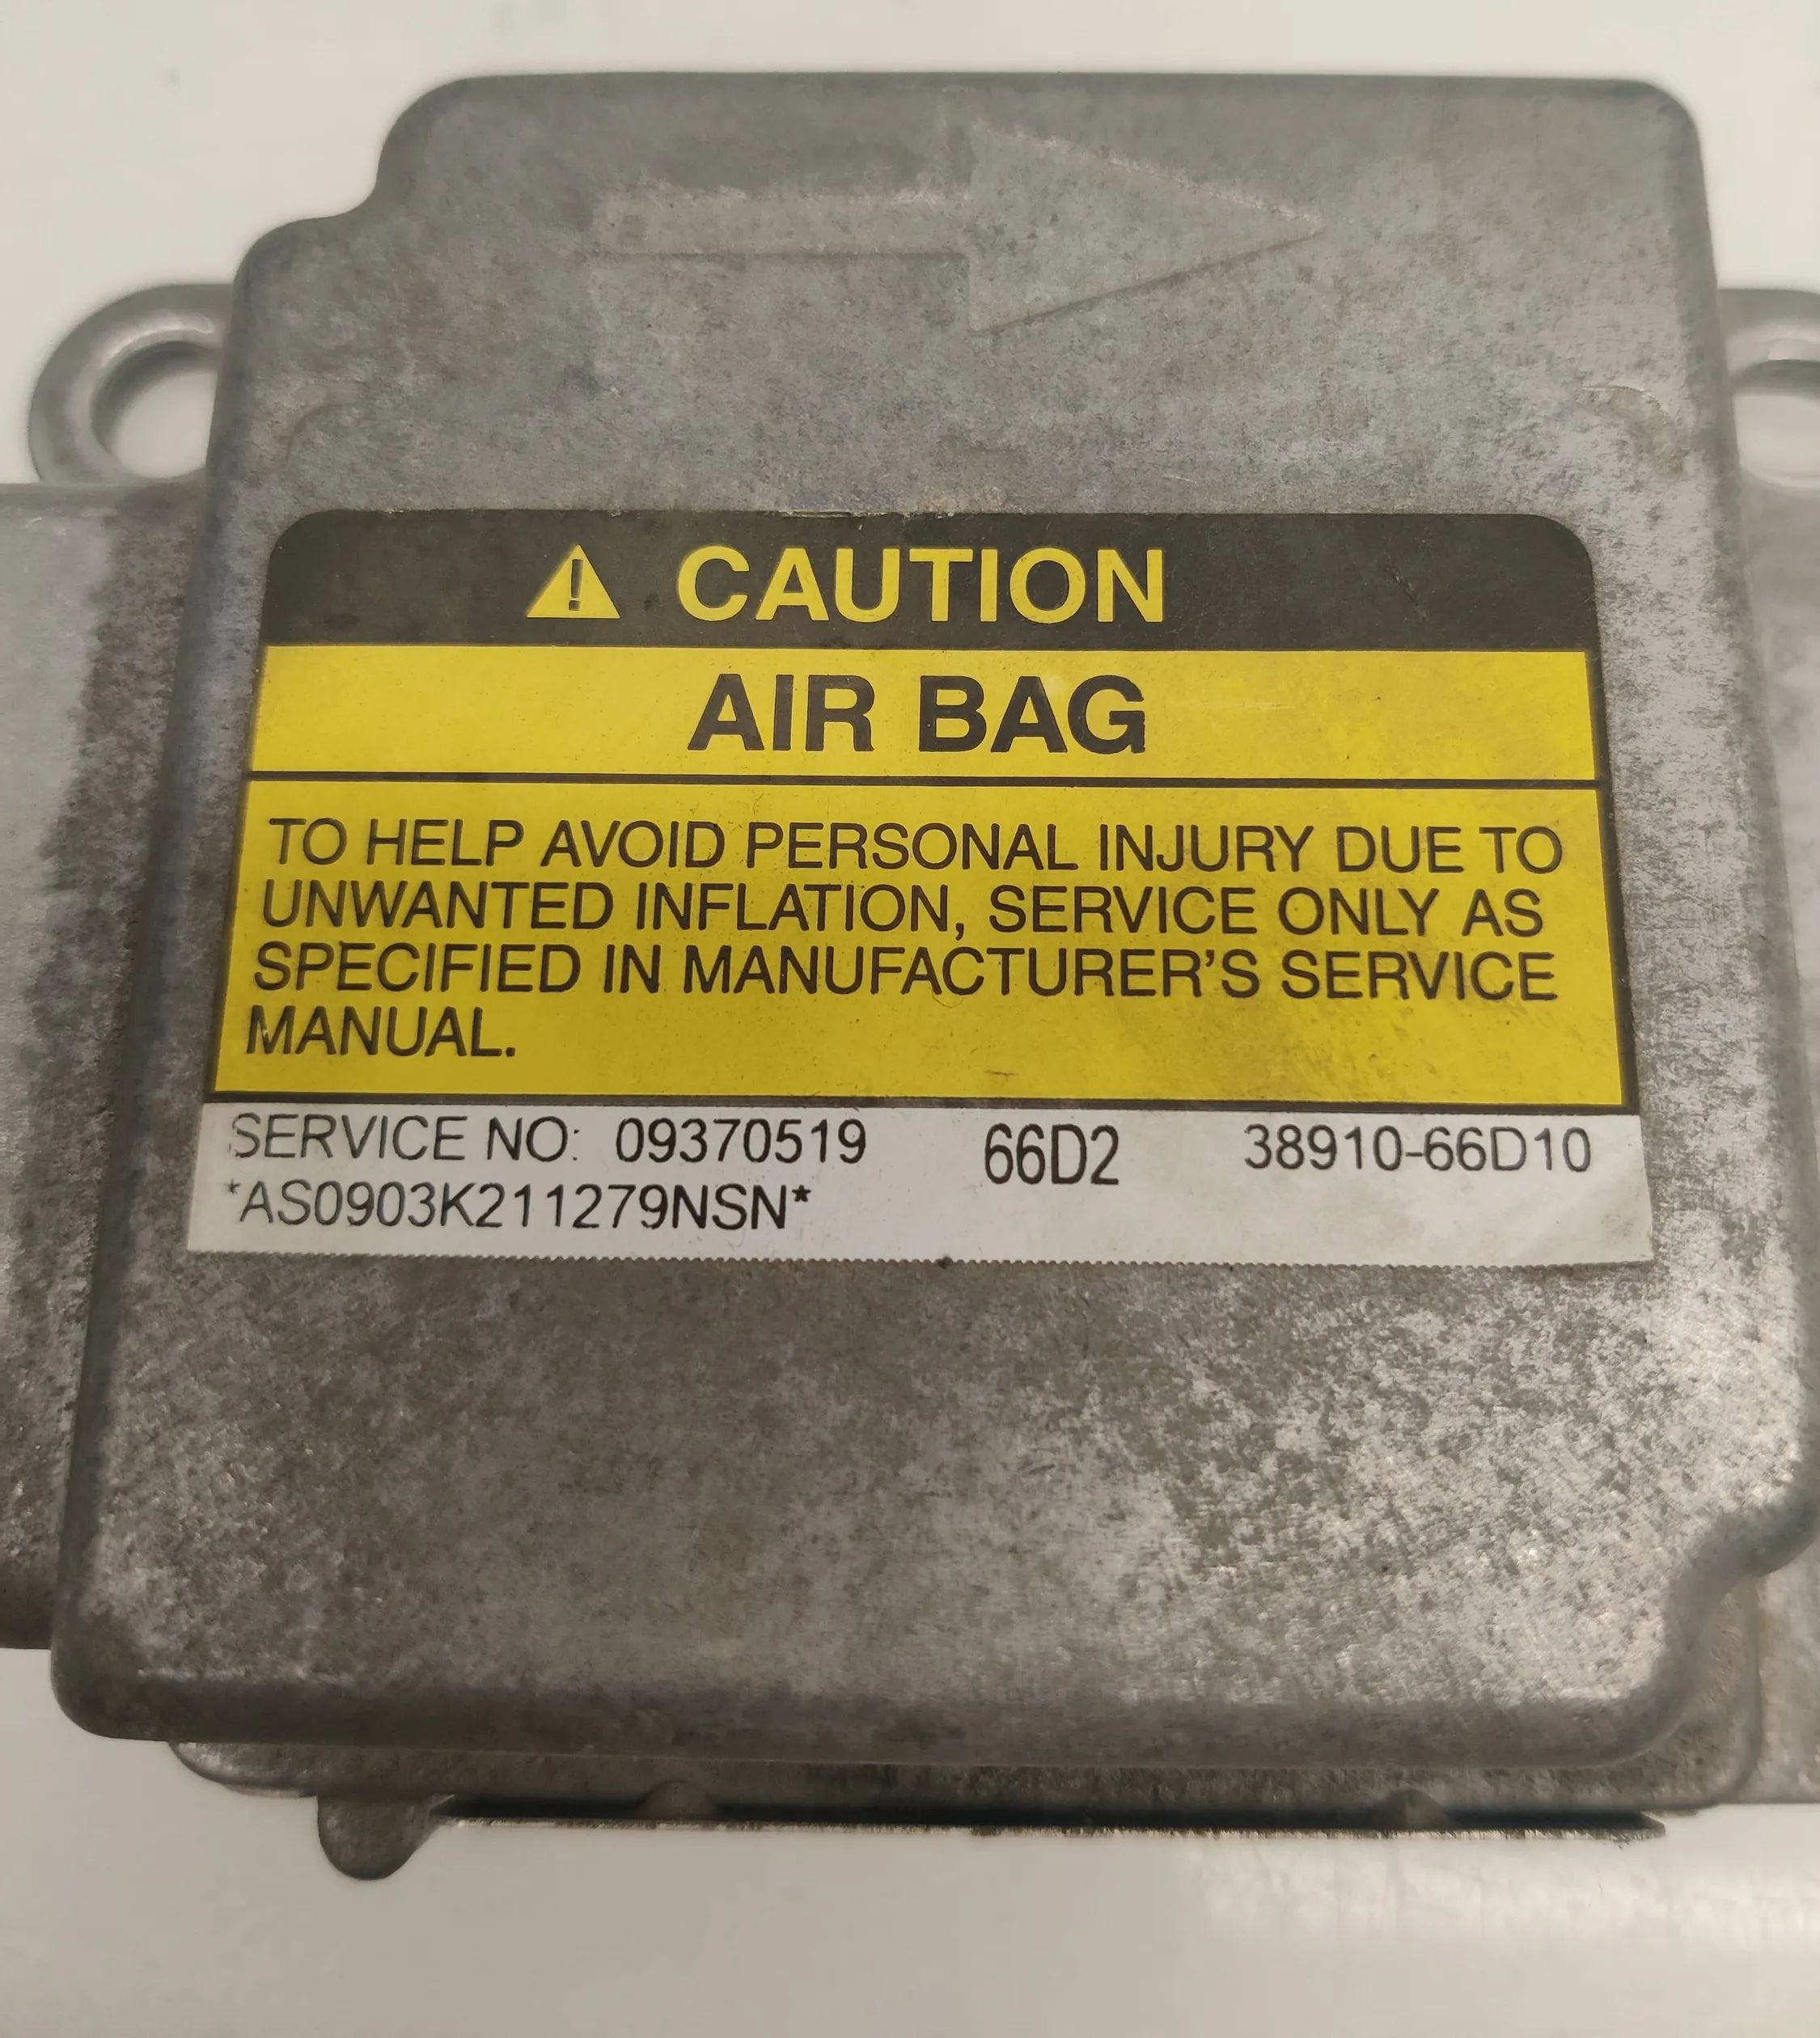 CAUTION
AIR BAG
TO HELP AVOID PERSONAL INJURY DUE TO
UNWANTED INFLATION, SERVICE ONLY AS
SPECIFIED IN MANUFACTURER'S SERVICE
MANUAL.
SERVICE NO: 09370519 66D2 38910-66D10
*AS0903K211279NSN*